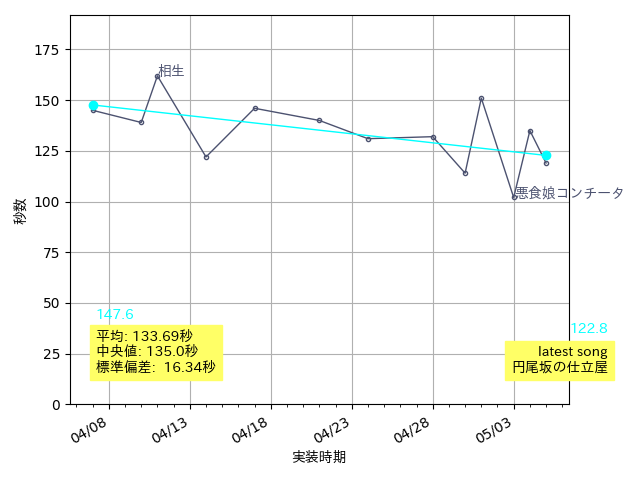 175
150
125
100
75
50
25
0
秒数
相生
悪食娘コンチータ
147.6
122.8
平均: 133.69秒
中央値: 135.0秒
標準偏差: 16.34秒
latest song
円尾坂の仕立屋
04/08
04/13
04/18
04/23
04/28
05/03
実装時期